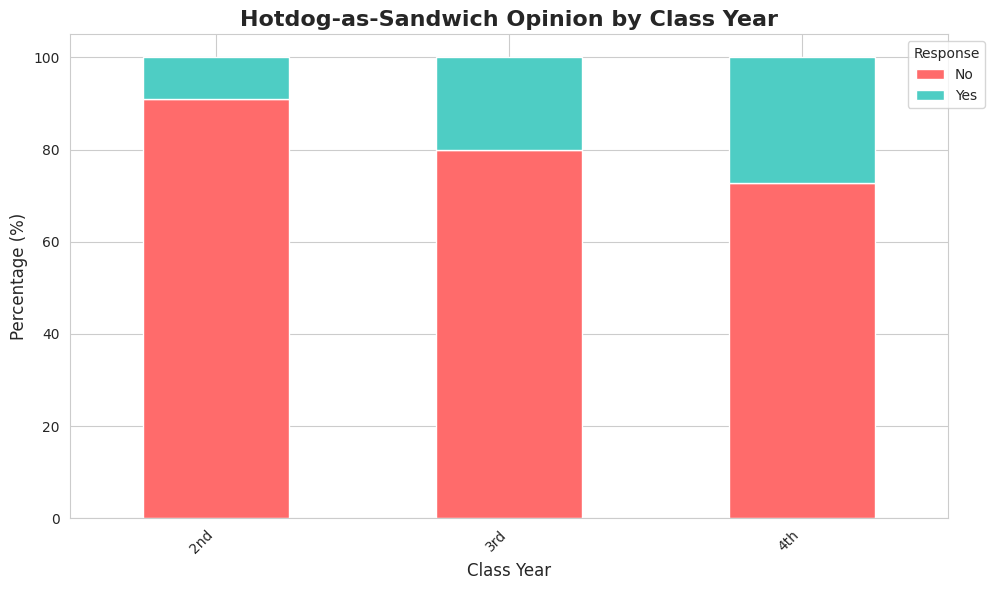 Hotdog-as-Sandwich Opinion by Class Year
Response
No
Yes
Percentage (%)
100
80
60
40
20
0
2nd
3rd
4th
Class Year